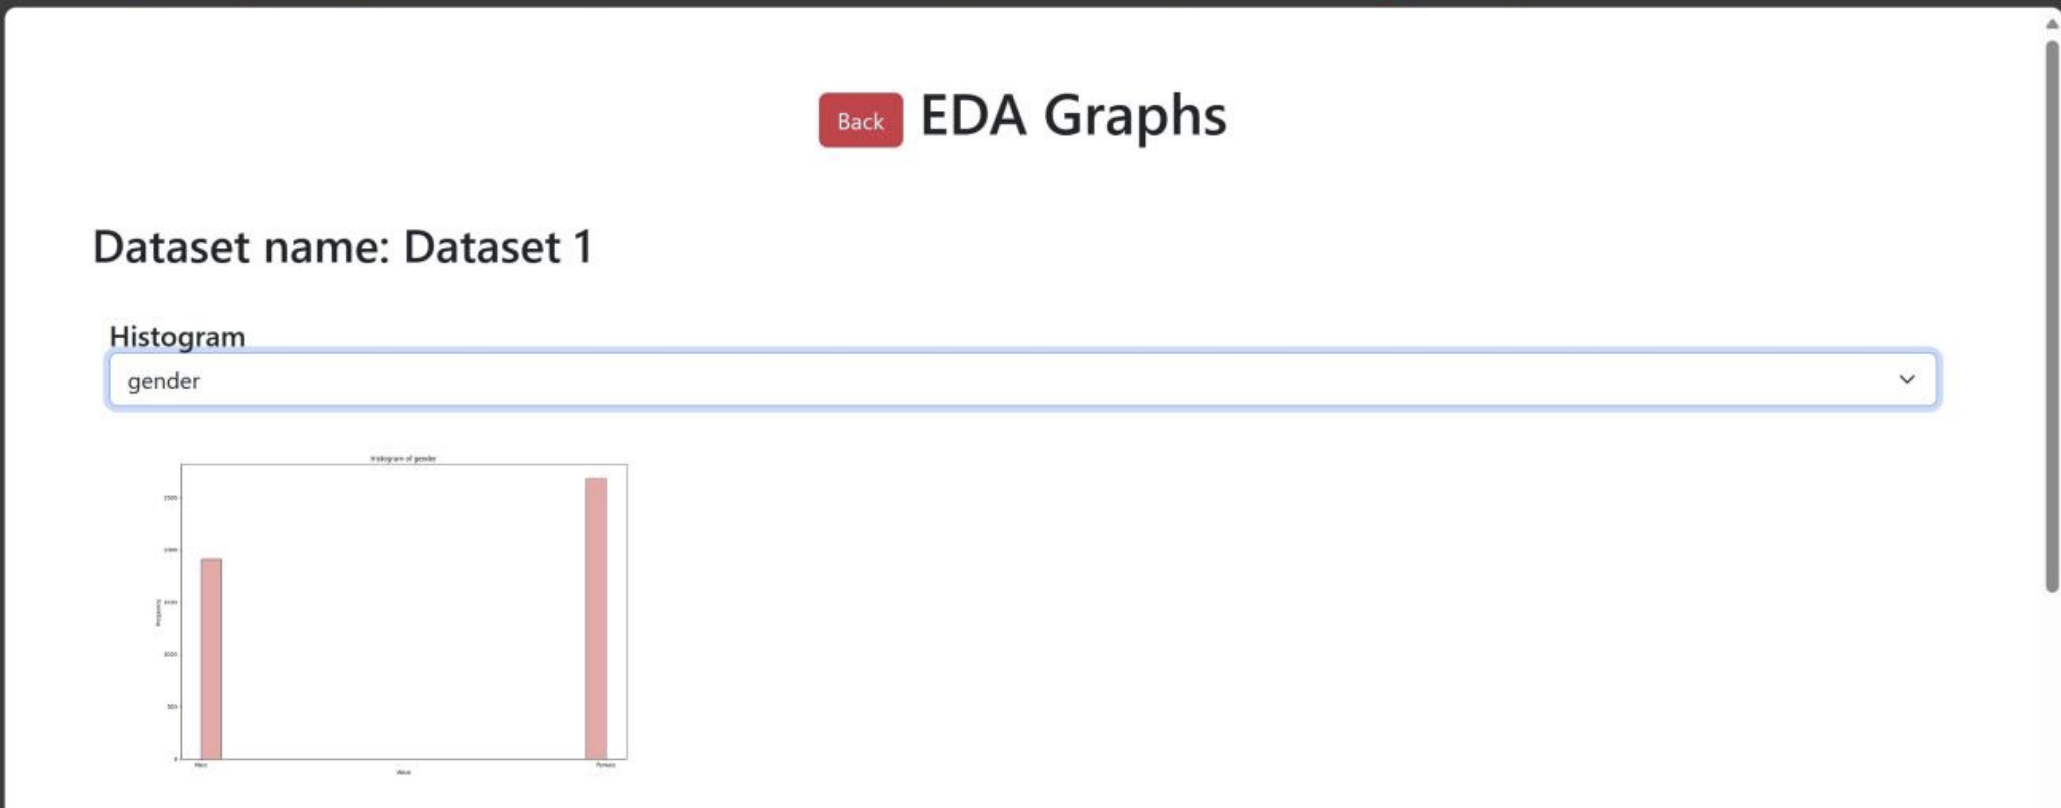 Back EDA Graphs
Dataset name: Dataset 1
Histogram
gender
Histogram of gender
2500
2000
1500
1000
500
0
Frequency
Male Female
Value